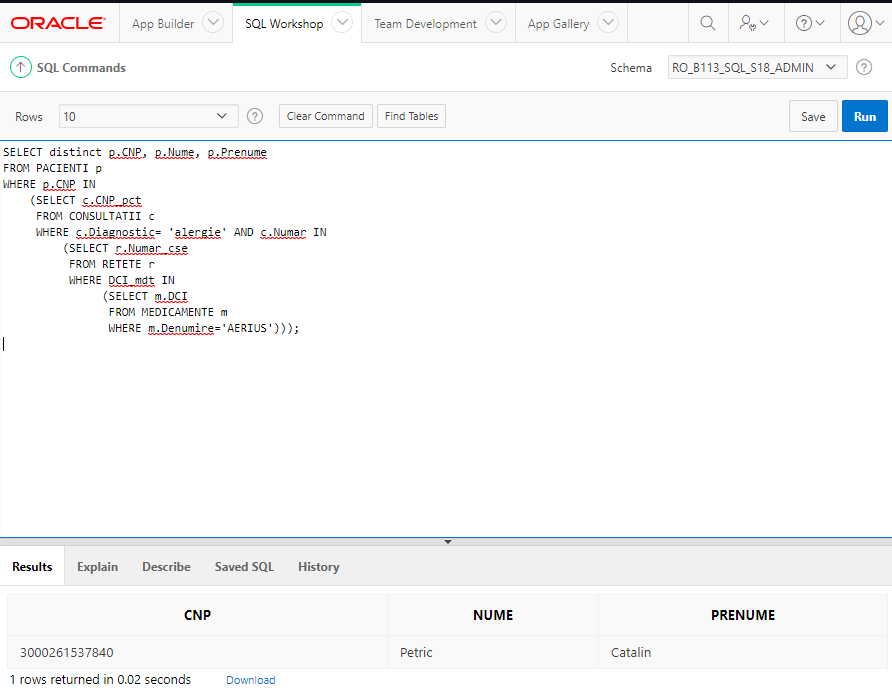 ORACLE App Builder SQL Workshop Team Development App Gallery
SQL Commands Schema RO_B113_SQL_S18_ADMIN ?
Rows 10 ? Clear Command Find Tables Save Run
SELECT distinct p.CNP, p.Nume, p.Prenume
FROM PACIENTI p
WHERE p.CNP IN
(SELECT c.CNP_pct
FROM CONSULTATII c
WHERE c.Diagnostic= 'alergie' AND c.Numar IN
(SELECT r.Numar_cse
FROM RETETE r
WHERE DCI_mdt IN
(SELECT m.DCI
FROM MEDICAMENTE m
WHERE m.Denumire='AERIUS')));
Results Explain Describe Saved SQL History
CNP NUME PRENUME
3000261537840 Petric Catalin
1 rows returned in 0.02 seconds Download